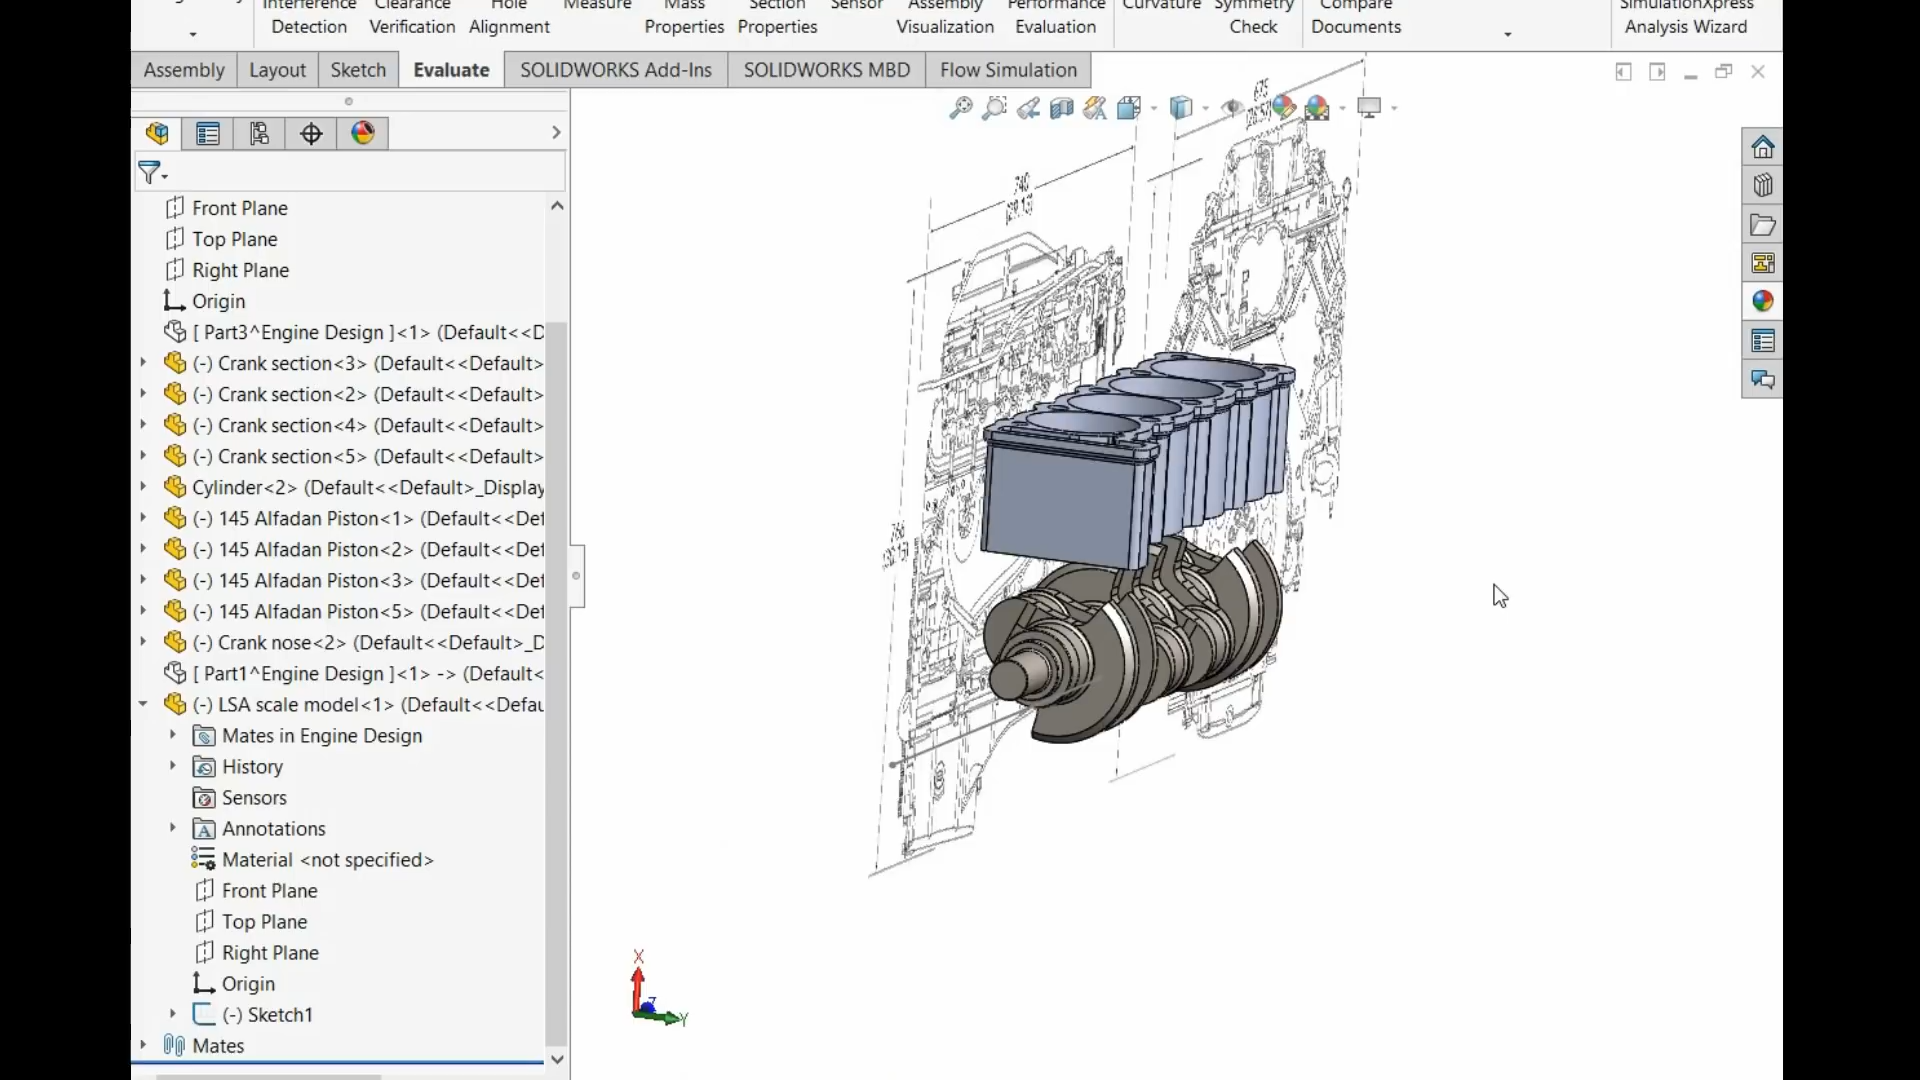 Interference
Detection
Clearance
Verification
Hole
Alignment
Measure
Mass
Properties
Section
Properties
Sensor
Assembly
Visualization
Performance
Evaluation
Curvature
Symmetry
Check
Compare
Documents
SimulationXpress
Analysis Wizard
Assembly
Layout
Sketch
Evaluate
SOLIDWORKS Add-Ins
SOLIDWORKS MBD
Flow Simulation
Front Plane
Top Plane
Right Plane
Origin
[ Part3^Engine Design ]<1> (Default<<D
(-) Crank section<3> (Default<<Default>
(-) Crank section<2> (Default<<Default>
(-) Crank section<4> (Default<<Default>
(-) Crank section<5> (Default<<Default>
Cylinder<2> (Default<<Default>_Display
(-) 145 Alfadan Piston<1> (Default<<Def
(-) 145 Alfadan Piston<2> (Default<<Def
(-) 145 Alfadan Piston<3> (Default<<Def
(-) 145 Alfadan Piston<5> (Default<<Def
(-) Crank nose<2> (Default<<Default>_D
[ Part1^Engine Design ]<1> -> (Default<
(-) LSA scale model<1> (Default<<Defau
Mates in Engine Design
History
Sensors
Annotations
Material <not specified>
Front Plane
Top Plane
Right Plane
Origin
(-) Sketch1
Mates
X
Z
Y